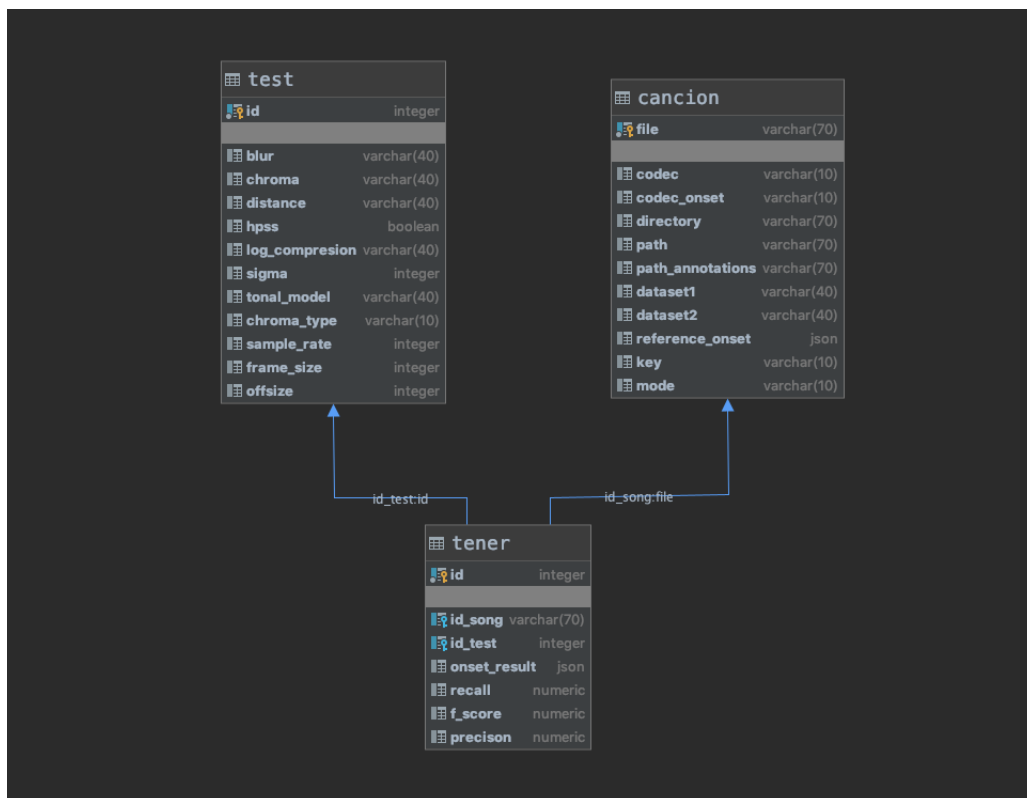 test
id integer
blur varchar(40)
chroma varchar(40)
distance varchar(40)
hpss boolean
log_compresion varchar(40)
sigma integer
tonal_model varchar(40)
chroma_type varchar(10)
sample_rate integer
frame_size integer
offsize integer
cancion
file varchar(70)
codec varchar(10)
codec_onset varchar(10)
directory varchar(70)
path varchar(70)
path_annotations varchar(70)
dataset1 varchar(40)
dataset2 varchar(40)
reference_onset json
key varchar(10)
mode varchar(10)
id_test:id
id_song:file
tener
id integer
id_song varchar(70)
id_test integer
onset_result json
recall numeric
f_score numeric
precison numeric